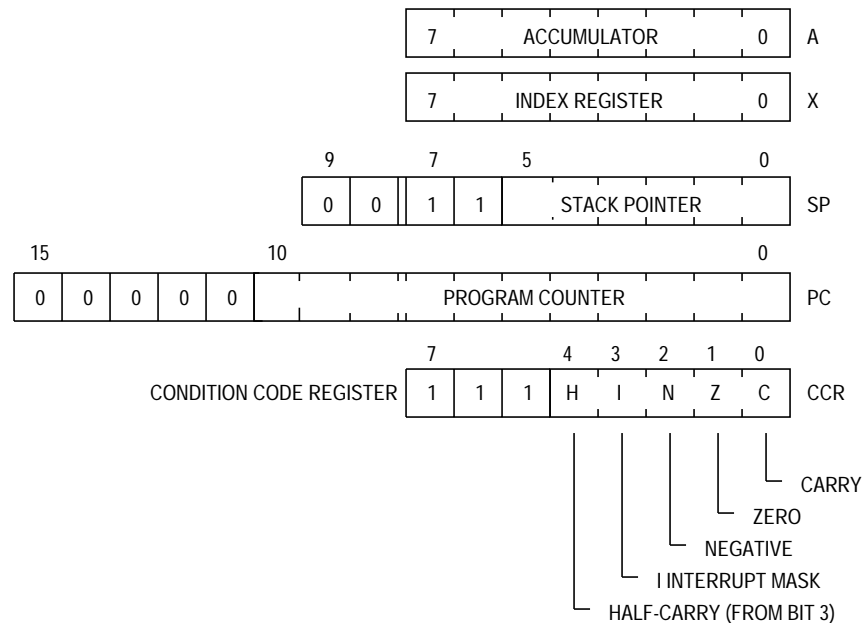 7 ACCUMULATOR 0 A
7 INDEX REGISTER 0 X
9 7 5 0
0 0 1 1 STACK POINTER SP
15 10 0
0 0 0 0 0 PROGRAM COUNTER PC
7 4 3 2 1 0
CONDITION CODE REGISTER 1 1 1 H I N Z C CCR
CARRY
ZERO
NEGATIVE
I INTERRUPT MASK
HALF-CARRY (FROM BIT 3)